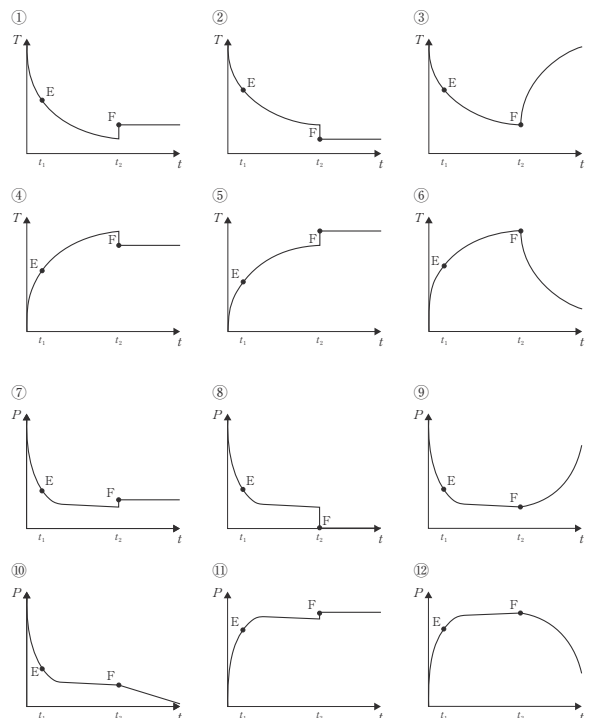 ① ② ③
T T T
E E E
F F F
t₁ t₂ t t₁ t₂ t t₁ t₂ t
④ ⑤ ⑥
T T T
F F F
E E E
t₁ t₂ t t₁ t₂ t t₁ t₂ t
⑦ ⑧ ⑨
P P P
E E E
F F F
t₁ t₂ t t₁ t₂ t t₁ t₂ t
⑩ ⑪ ⑫
P P P
F F
E E E F
t₁ t₂ t t₁ t₂ t t₁ t₂ t